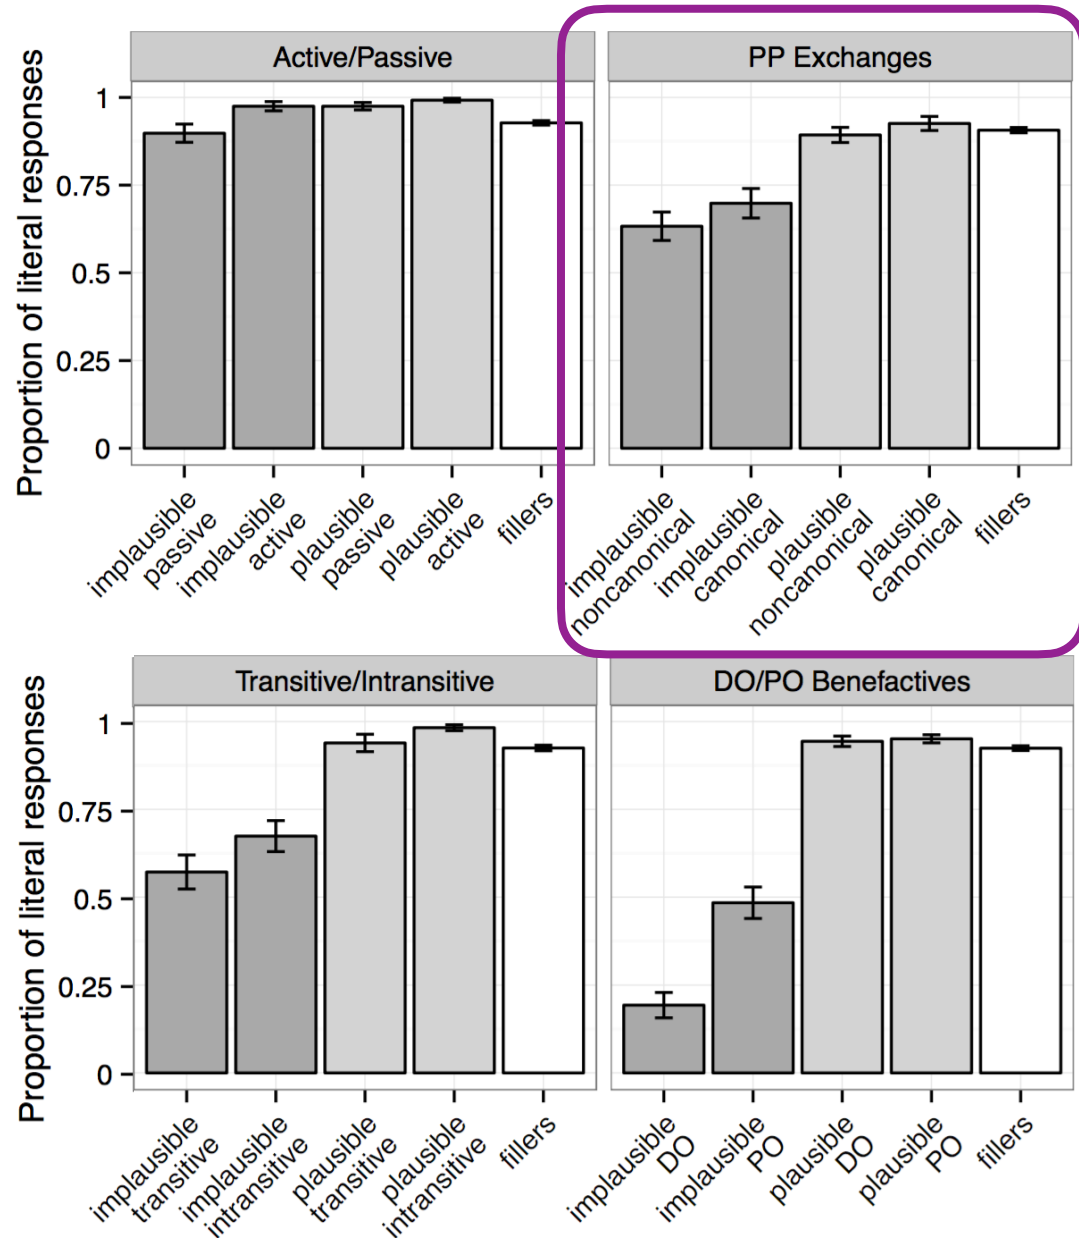 Active/Passive
PP Exchanges
Proportion of literal responses
1
0.75
0.5
0.25
0
implausible
passive
implausible
active
plausible
passive
plausible
active
fillers
implausible
noncanonical
implausible
canonical
plausible
noncanonical
plausible
canonical
fillers
Transitive/Intransitive
DO/PO Benefactives
Proportion of literal responses
1
0.75
0.5
0.25
0
implausible
transitive
implausible
intransitive
plausible
transitive
plausible
intransitive
fillers
implausible
DO
implausible
PO
plausible
DO
plausible
PO
fillers